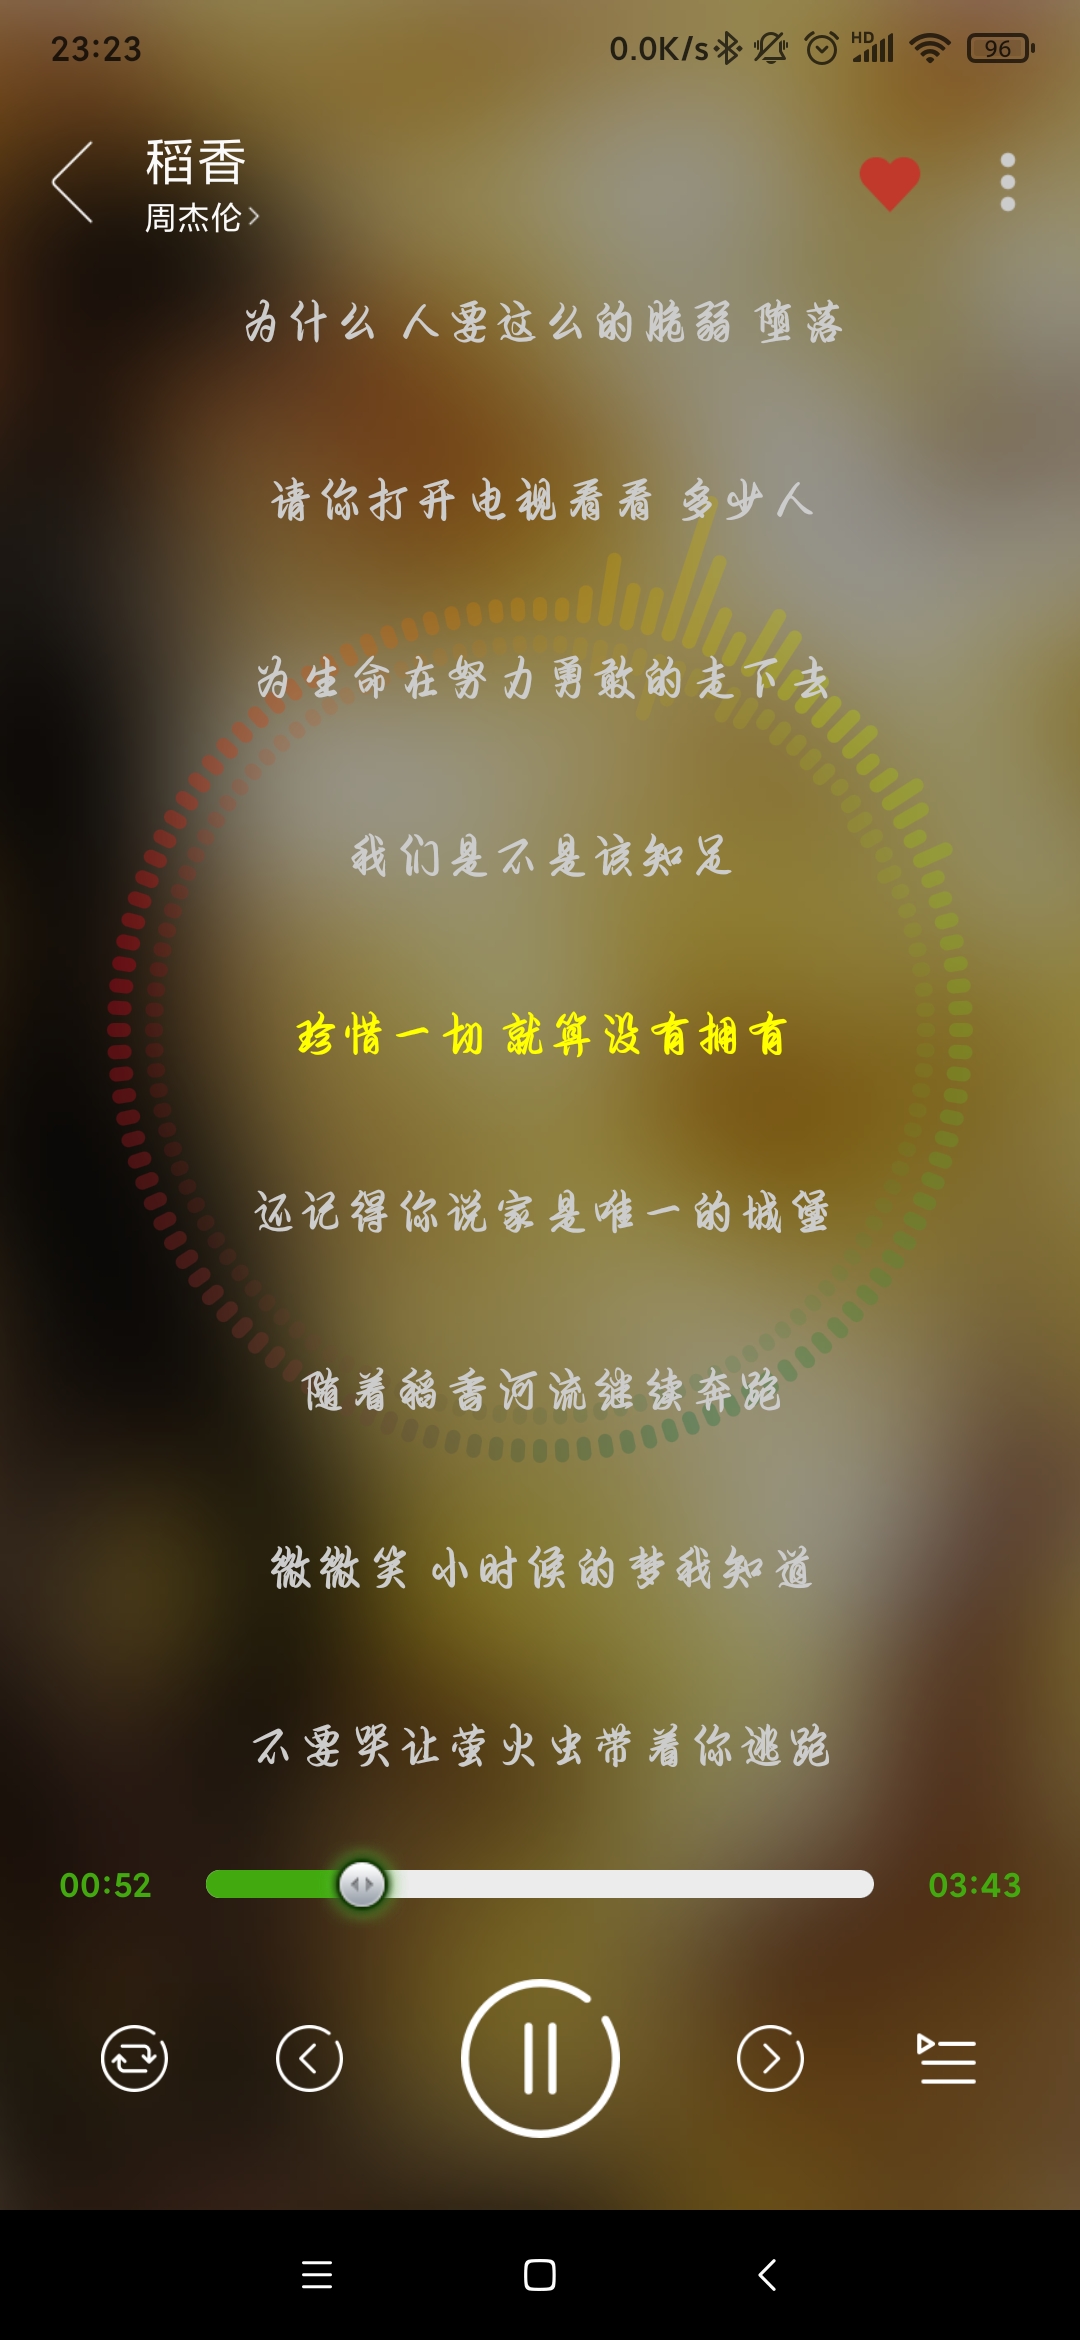 23:23 0.0K/s HD 96
稻香
周杰伦
为什么 人要这么的脆弱 堕落
请你打开电视看看 多少人
为生命在努力勇敢的走下去
我们是不是该知足
珍惜一切 就算没有拥有
还记得你说家是唯一的城堡
随着稻香河流继续奔跑
微微笑 小时候的梦我知道
不要哭让萤火虫带着你逃跑
00:52 03:43